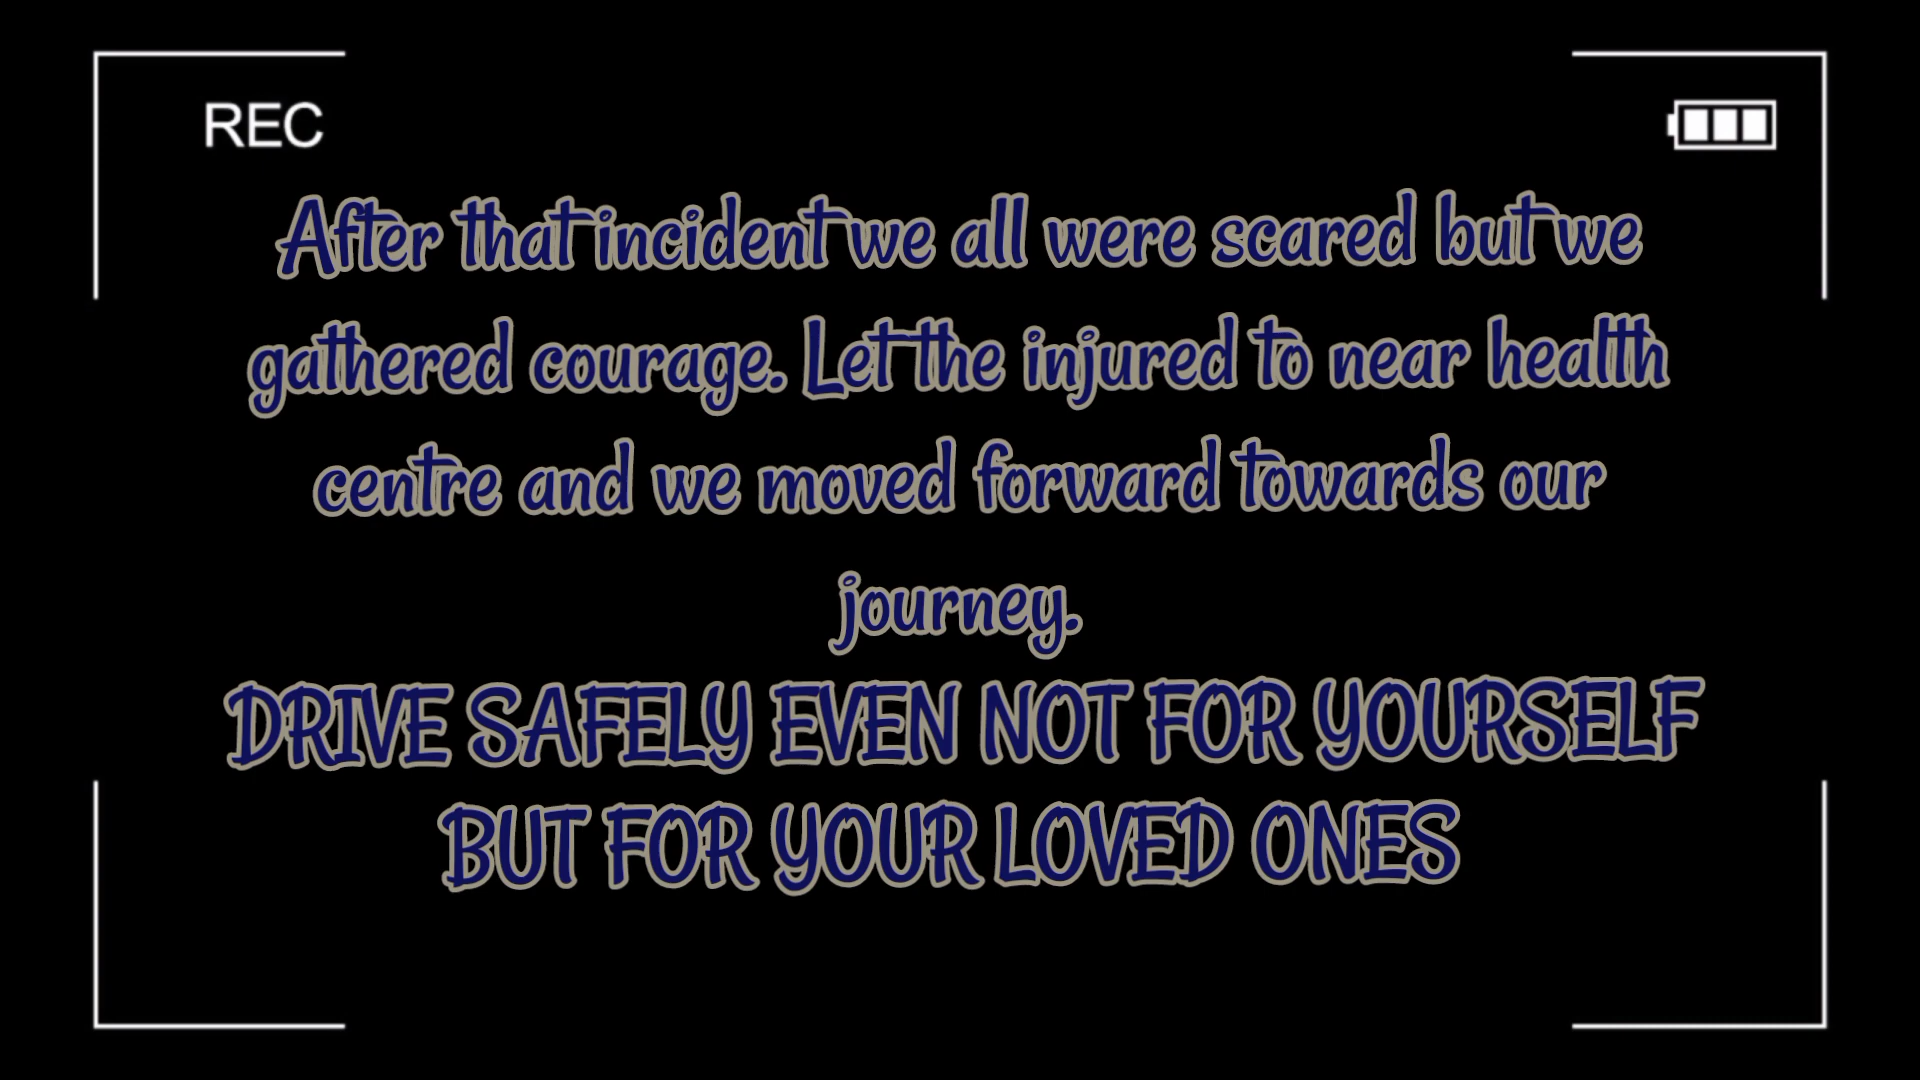 REC
After that incident we all were scared but we
gathered courage. Let the injured to near health
centre and we moved forward towards our
journey.
DRIVE SAFELY EVEN NOT FOR YOURSELF
BUT FOR YOUR LOVED ONES